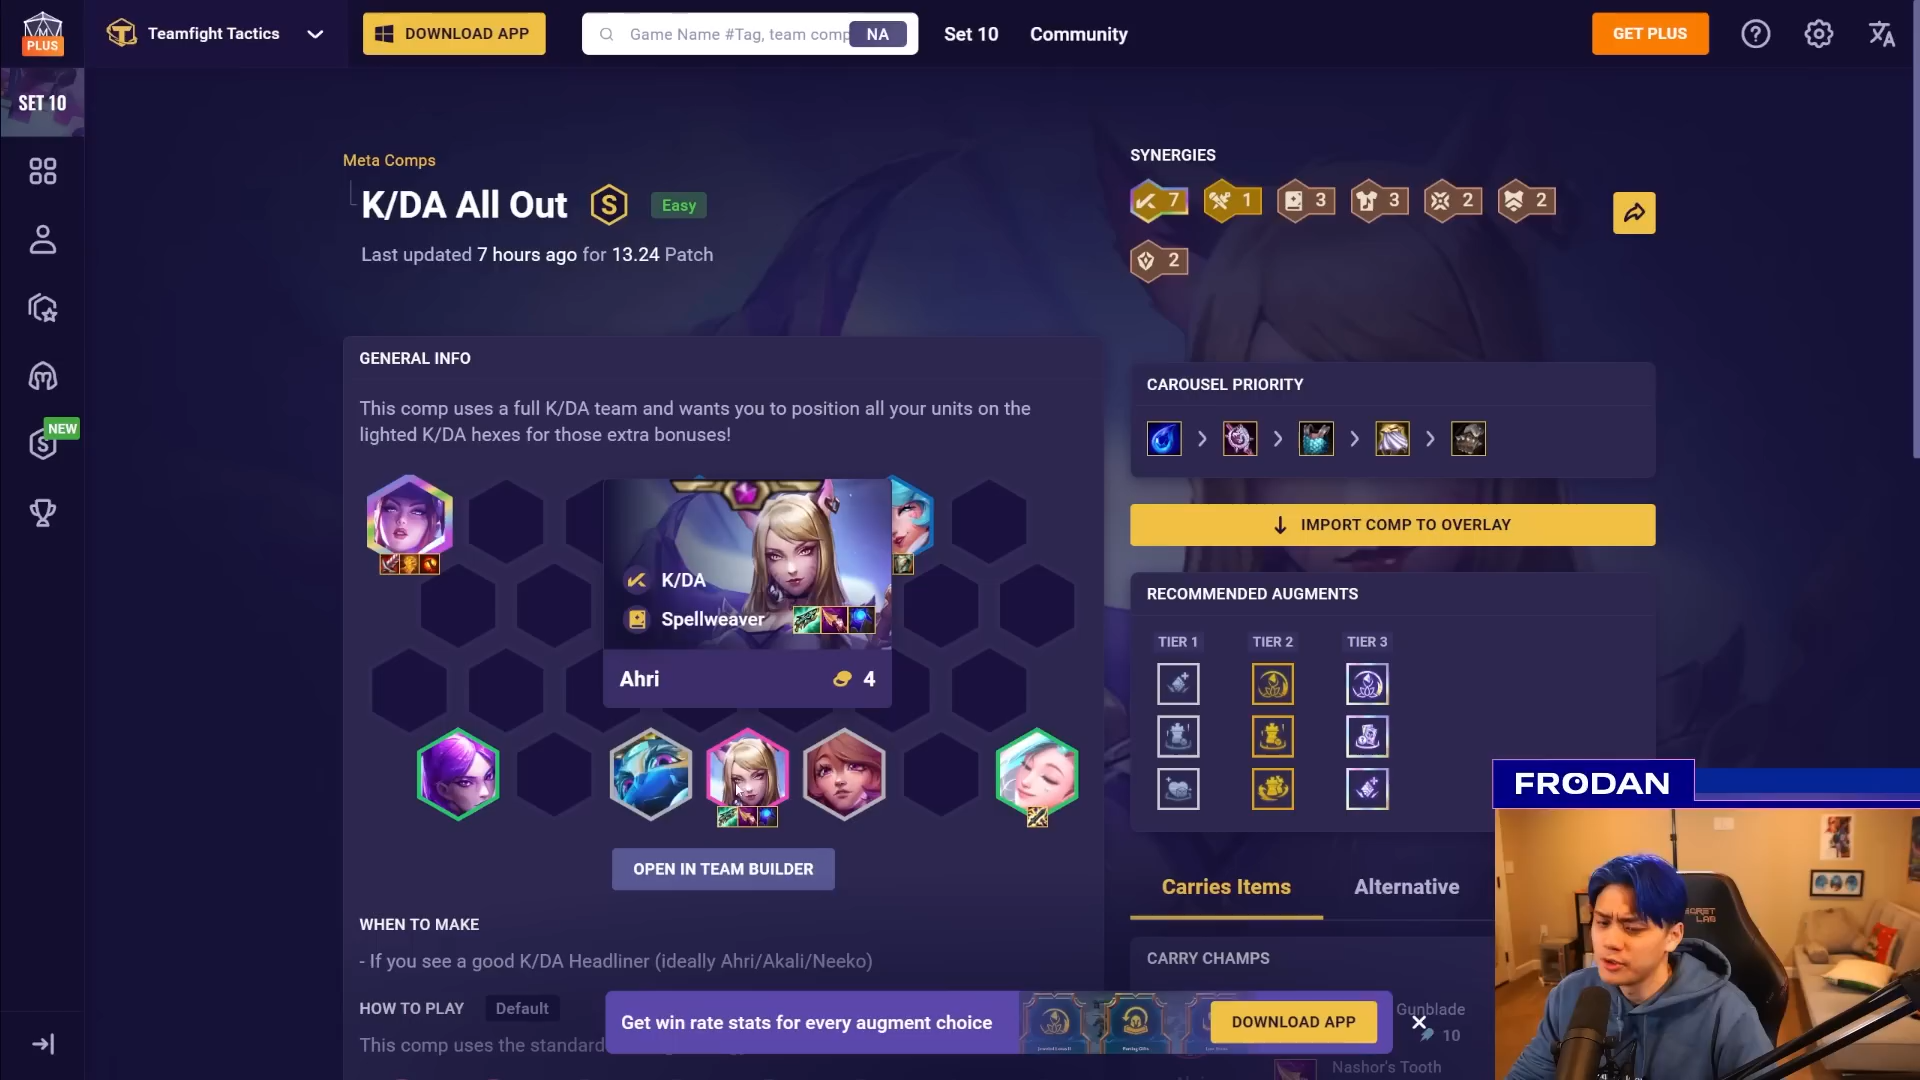 PLUS
Teamfight Tactics
DOWNLOAD APP
Game Name #Tag, team comp
NA
Set 10
Community
GET PLUS
SET 10
NEW
Meta Comps
K/DA All Out
S
Easy
Last updated 7 hours ago for 13.24 Patch
SYNERGIES
7
1
3
3
2
2
2
GENERAL INFO
This comp uses a full K/DA team and wants you to position all your units on the
lighted K/DA hexes for those extra bonuses!
K/DA
Spellweaver
Ahri
4
OPEN IN TEAM BUILDER
WHEN TO MAKE
- If you see a good K/DA Headliner (ideally Ahri/Akali/Neeko)
HOW TO PLAY
Default
This comp uses the standard
CAROUSEL PRIORITY
IMPORT COMP TO OVERLAY
RECOMMENDED AUGMENTS
TIER 1
TIER 2
TIER 3
Carries Items
Alternative
CARRY CHAMPS
Gunblade
10
Nashor's Tooth
Get win rate stats for every augment choice
DOWNLOAD APP
FRODAN